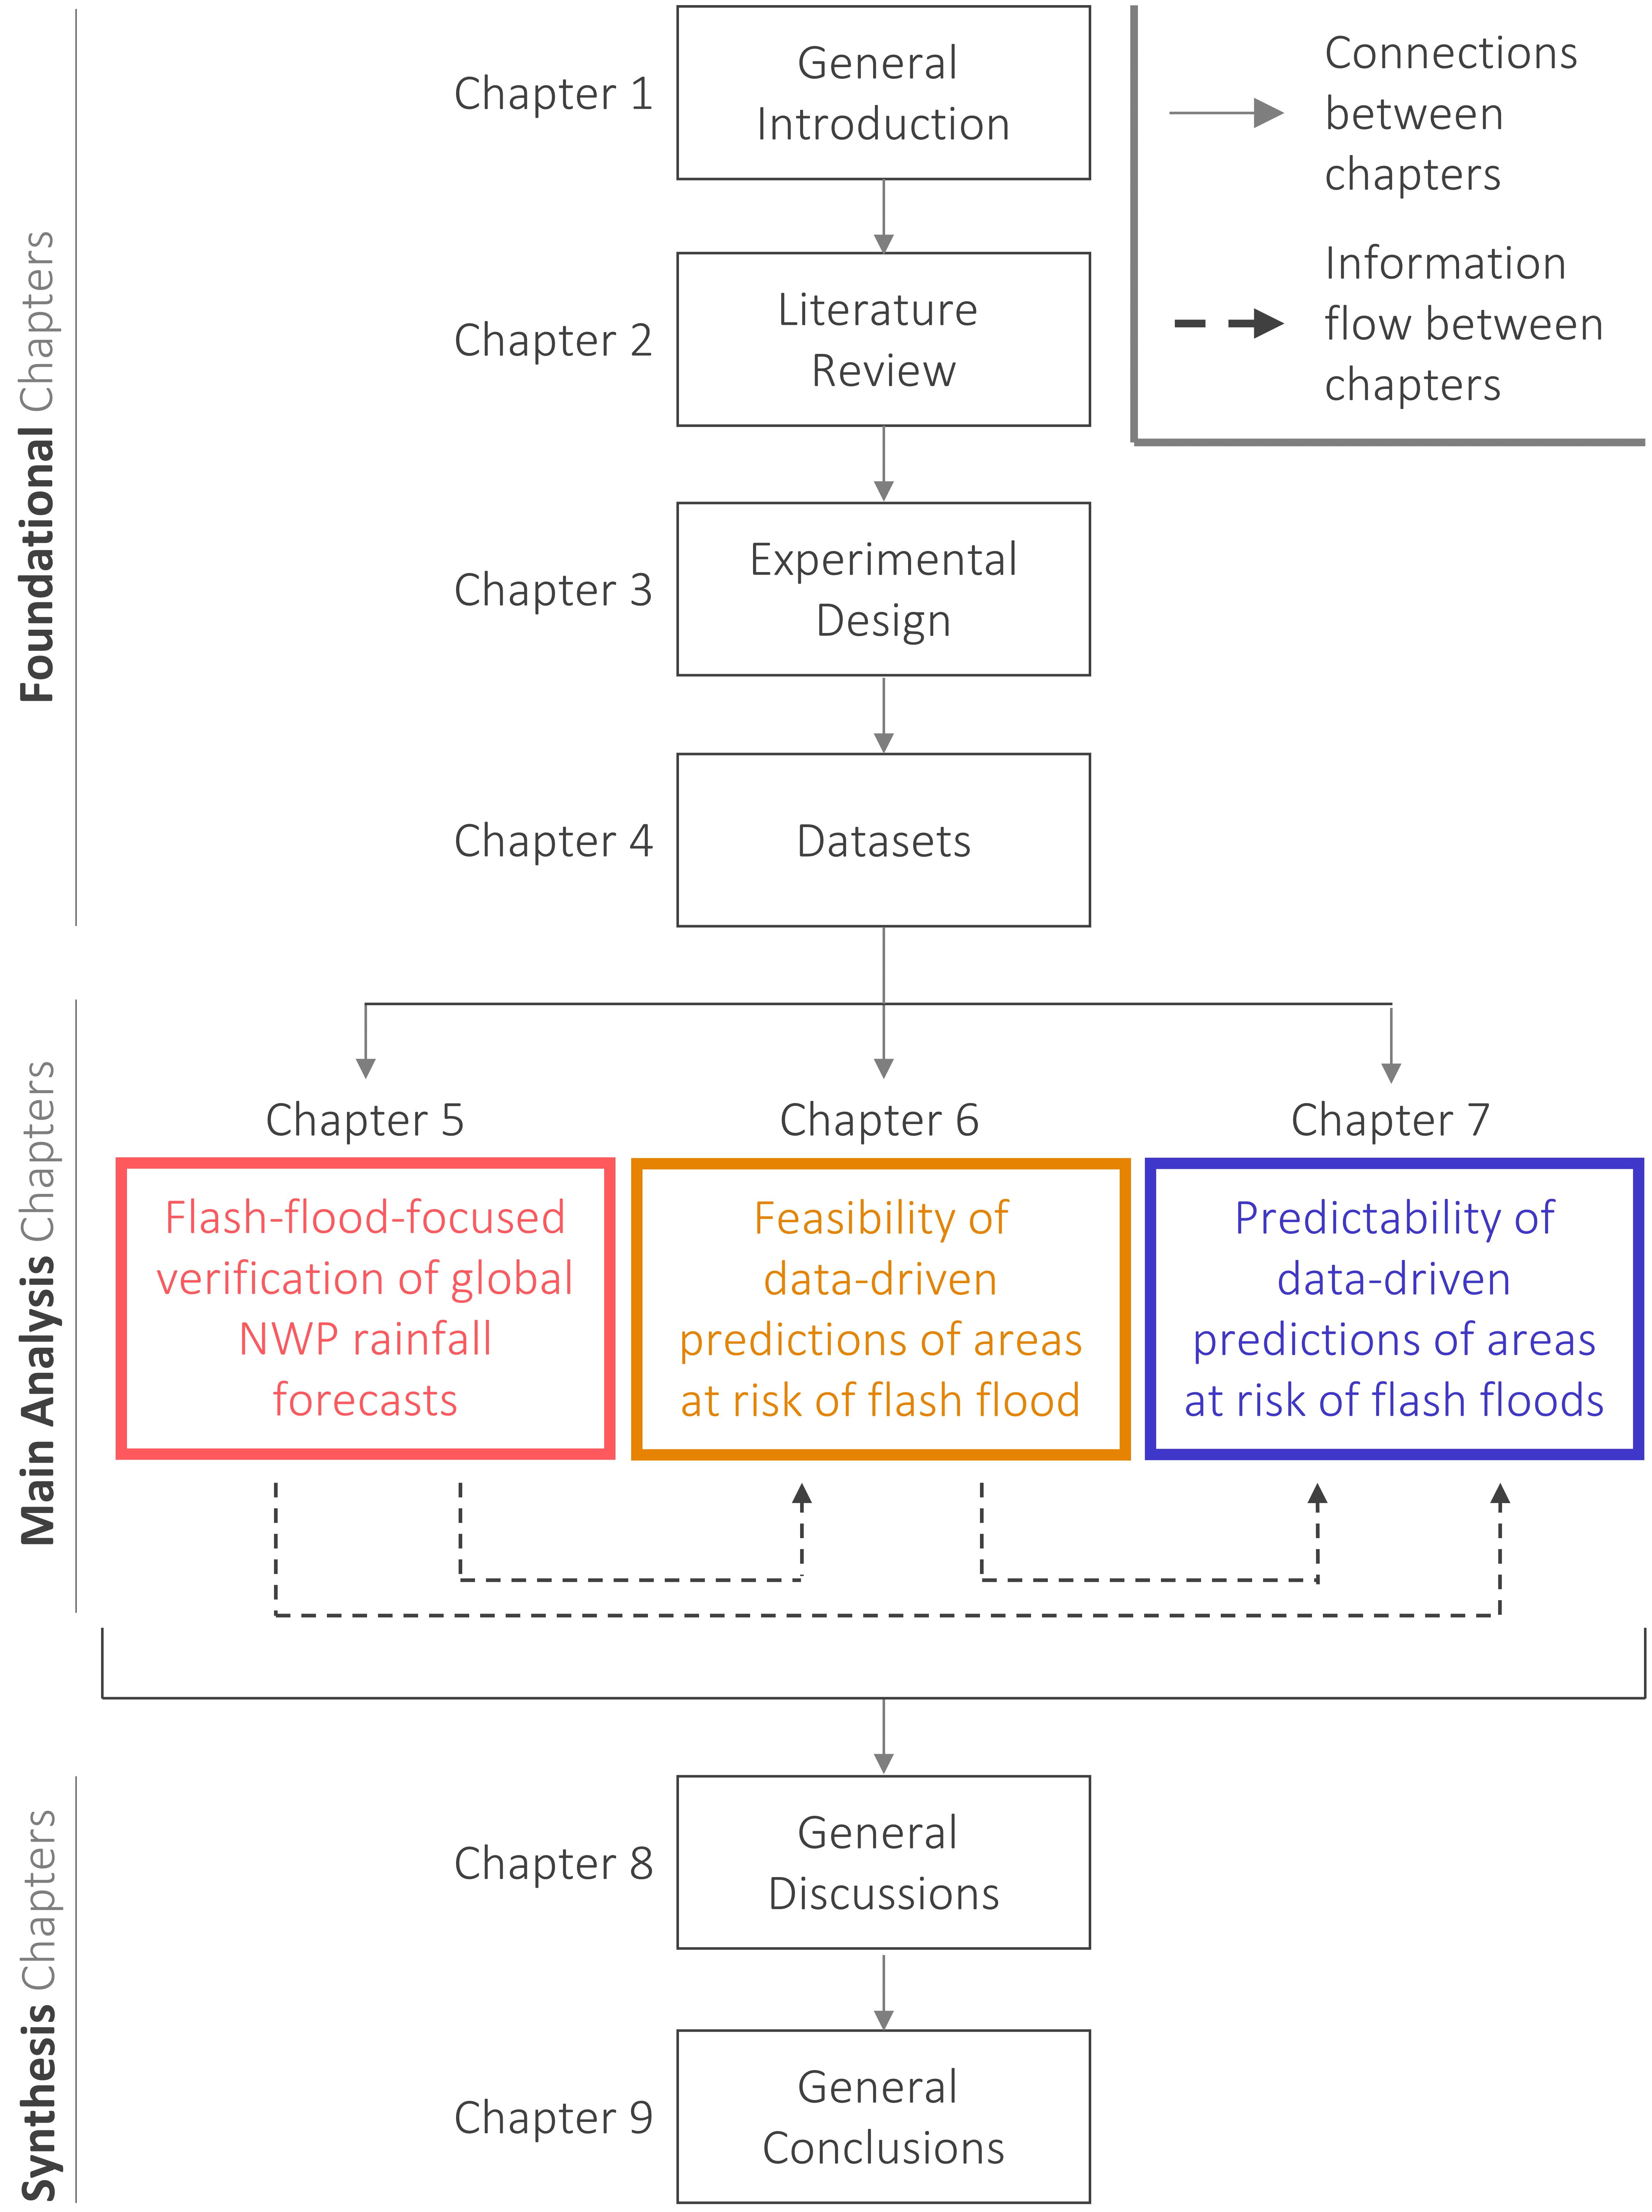 Foundational Chapters
Chapter 1
General
Introduction
Connections
between
chapters
Information
flow between
chapters
Chapter 2
Literature
Review
Chapter 3
Experimental
Design
Chapter 4
Datasets
Main Analysis Chapters
Chapter 5
Flash-flood-focused
verification of global
NWP rainfall
forecasts
Chapter 6
Feasibility of
data-driven
predictions of areas
at risk of flash flood
Chapter 7
Predictability of
data-driven
predictions of areas
at risk of flash floods
Synthesis Chapters
Chapter 8
General
Discussions
Chapter 9
General
Conclusions